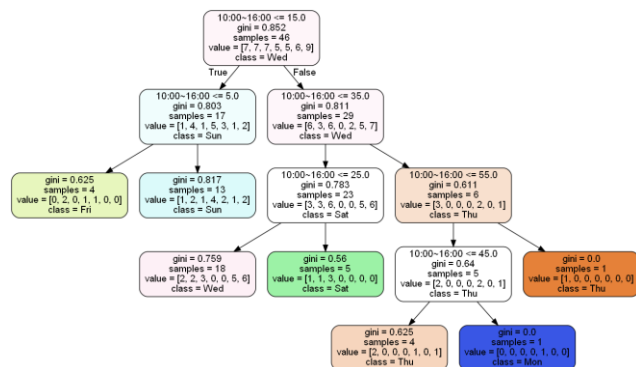 10:00~16:00 <= 15.0
gini = 0.852
samples = 46
value = [7, 7, 7, 5, 5, 6, 9]
class = Wed
True
False
10:00~16:00 <= 5.0
gini = 0.803
samples = 17
value = [1, 4, 1, 5, 3, 1, 2]
class = Sun
10:00~16:00 <= 35.0
gini = 0.811
samples = 29
value = [6, 3, 6, 0, 2, 5, 7]
class = Wed
gini = 0.625
samples = 4
value = [0, 2, 0, 1, 1, 0, 0]
class = Fri
gini = 0.817
samples = 13
value = [1, 2, 1, 4, 2, 1, 2]
class = Sun
10:00~16:00 <= 25.0
gini = 0.783
samples = 23
value = [3, 3, 6, 0, 0, 5, 6]
class = Sat
10:00~16:00 <= 55.0
gini = 0.611
samples = 6
value = [3, 0, 0, 0, 2, 0, 1]
class = Thu
gini = 0.759
samples = 18
value = [2, 2, 3, 0, 0, 5, 6]
class = Wed
gini = 0.56
samples = 5
value = [1, 1, 3, 0, 0, 0, 0]
class = Sat
10:00~16:00 <= 45.0
gini = 0.64
samples = 5
value = [2, 0, 0, 0, 2, 0, 1]
class = Thu
gini = 0.0
samples = 1
value = [1, 0, 0, 0, 0, 0, 0]
class = Thu
gini = 0.625
samples = 4
value = [2, 0, 0, 0, 1, 0, 1]
class = Thu
gini = 0.0
samples = 1
value = [0, 0, 0, 0, 1, 0, 0]
class = Mon